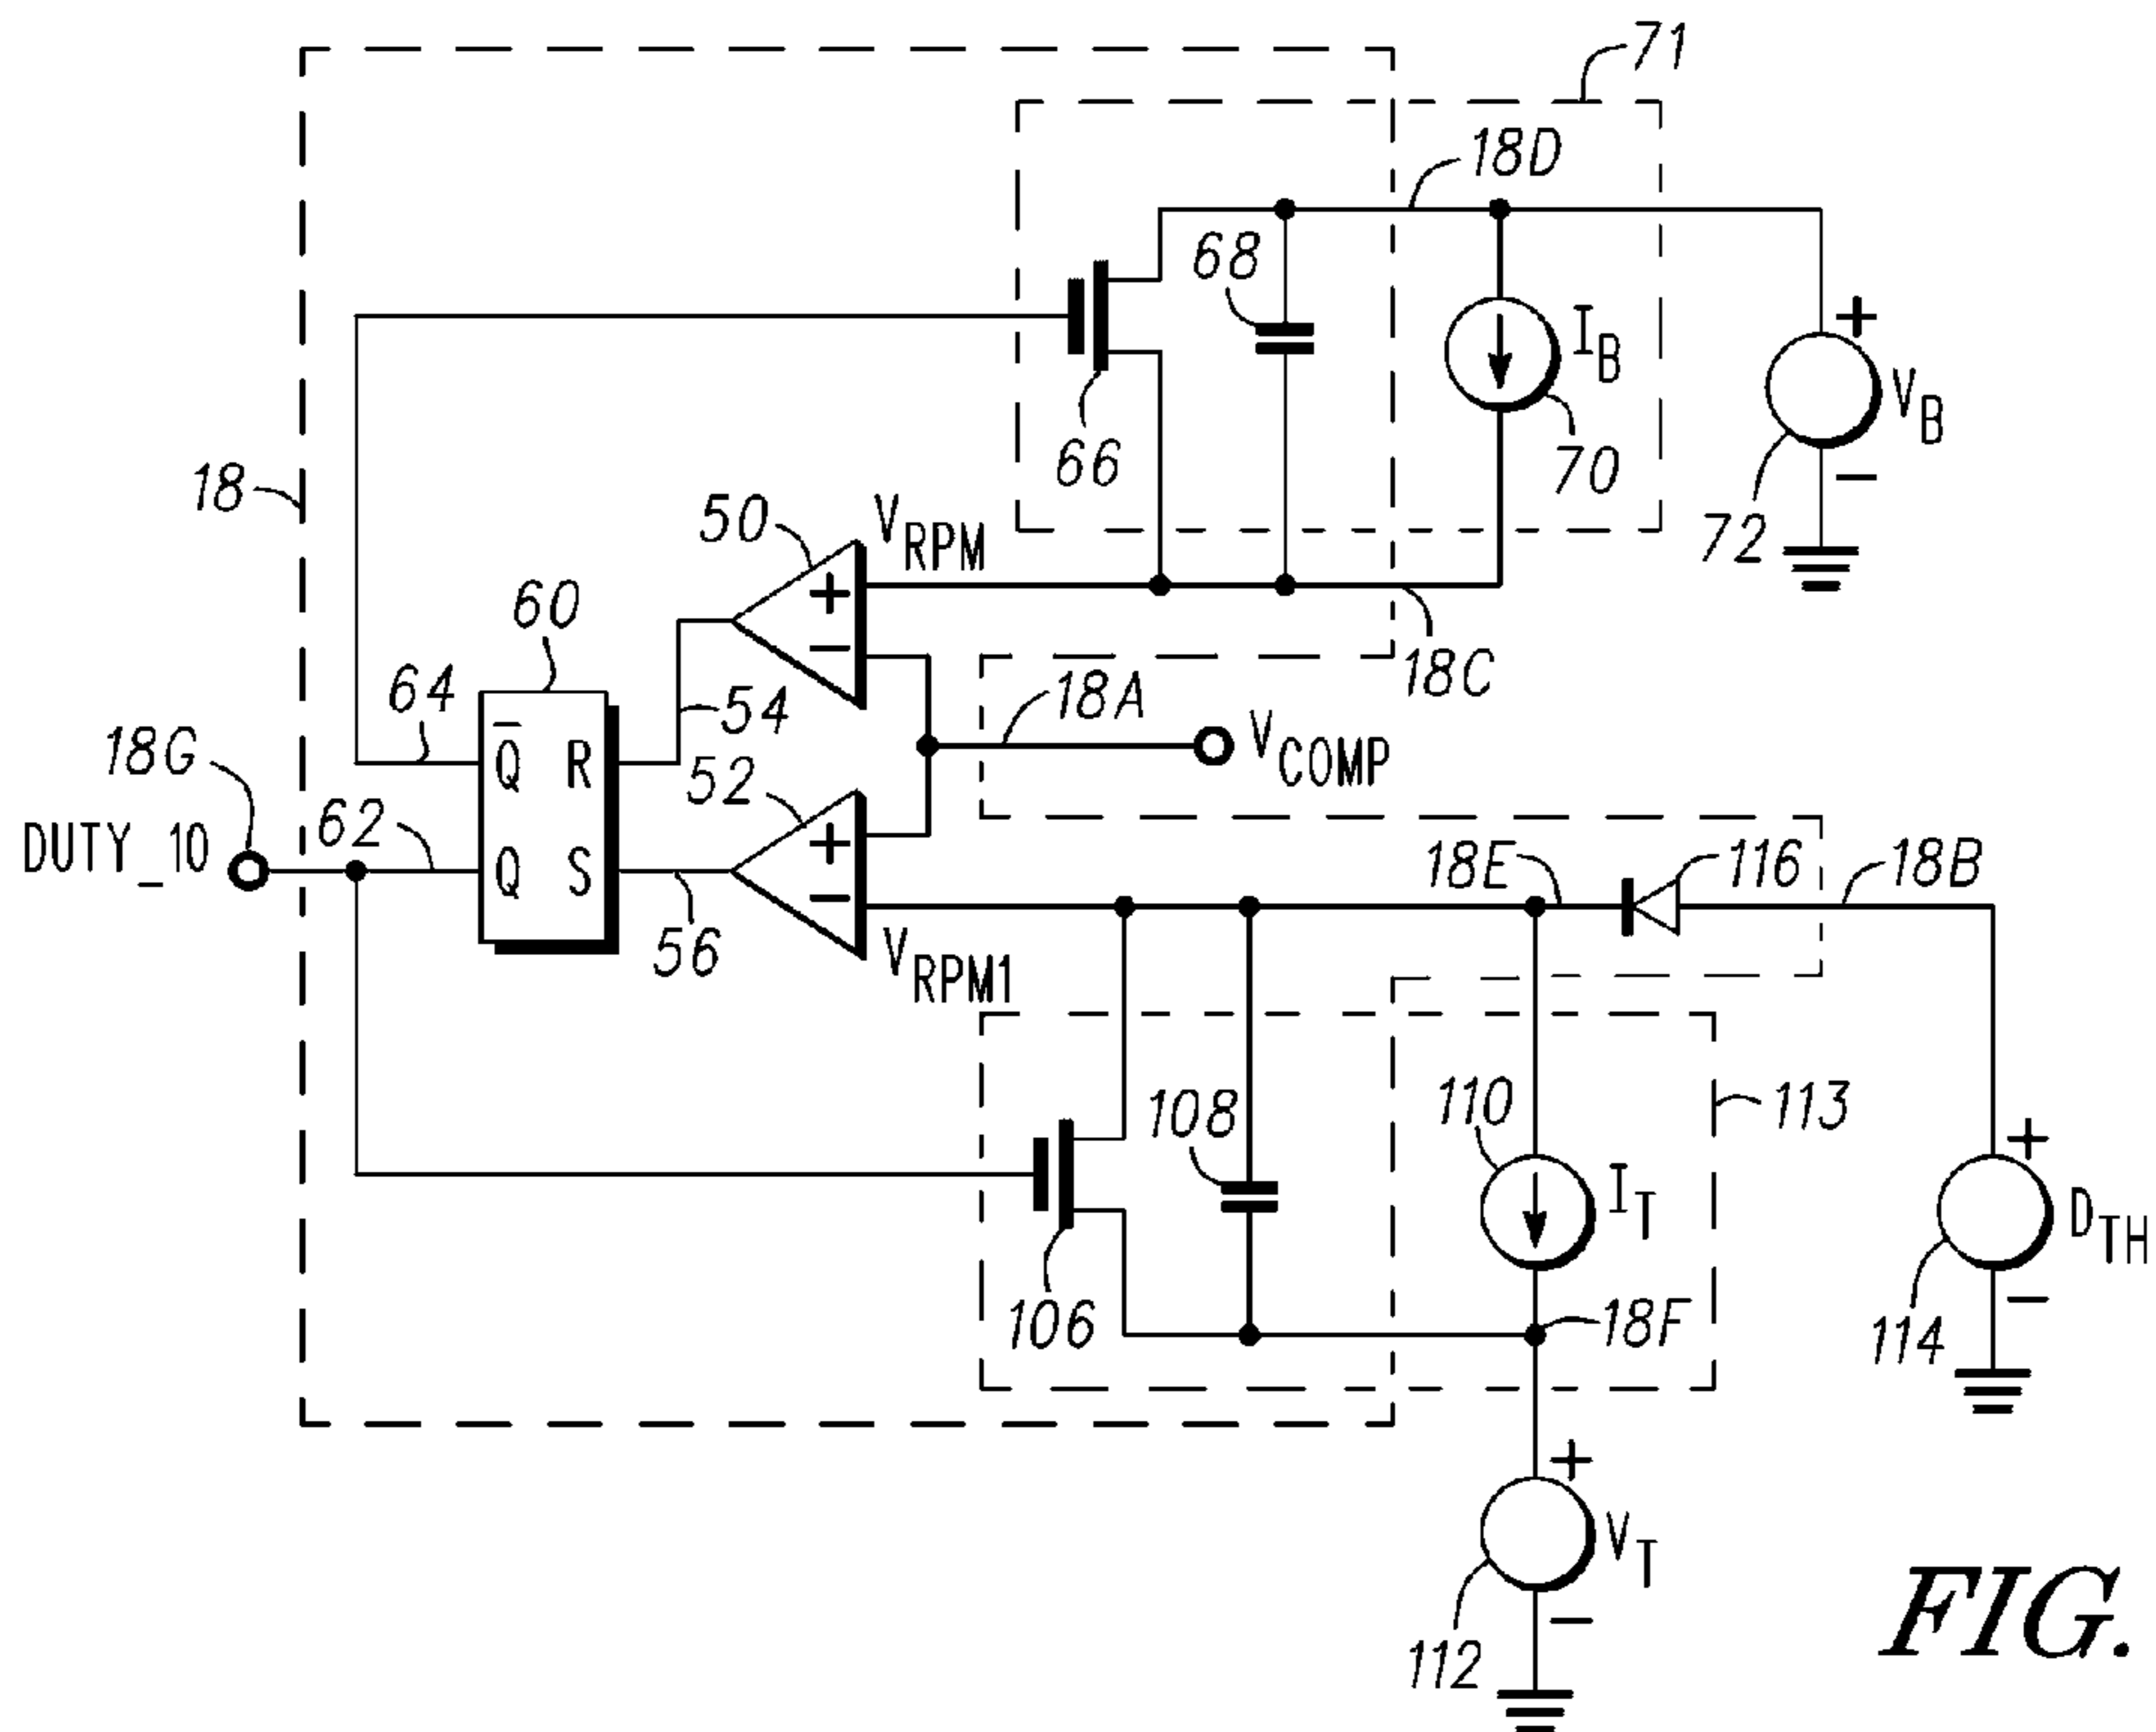 71
18D
68
I_B
+
V_B
66
70
−
72
18
50
V_RPM
+
−
60
18C
64
54
18A
V_COMP
18G
Q̅ R
52
62
DUTY_10
Q S
+
−
18E
116
18B
56
V_RPM1
108
110
113
I_T
+
D_TH
106
18F
−
114
+
V_T
−
112
FIG.